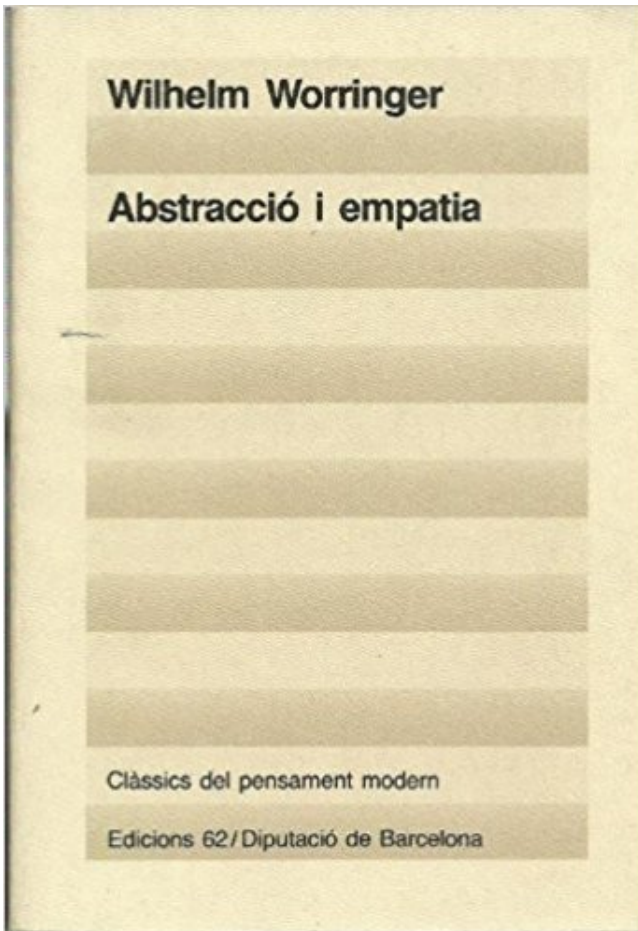 Wilhelm Worringer
Abstracció i empatia
Clàssics del pensament modern
Edicions 62/Diputació de Barcelona